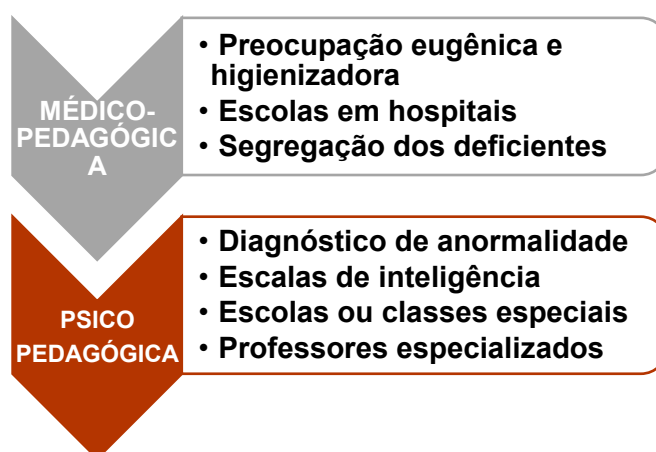 MÉDICO-
PEDAGÓGIC
A
• Preocupação eugênica e
higienizadora
• Escolas em hospitais
• Segregação dos deficientes
PSICO
PEDAGÓGICA
• Diagnóstico de anormalidade
• Escalas de inteligência
• Escolas ou classes especiais
• Professores especializados